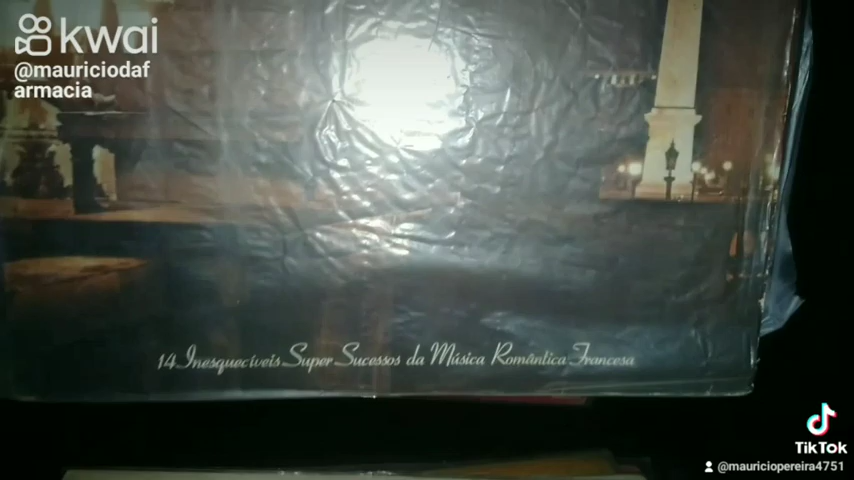 kwai
@mauriciodaf
armacia
14 Inesquecíveis Super Sucessos da Música Romântica Francesa
TikTok
@mauriciopereira4751